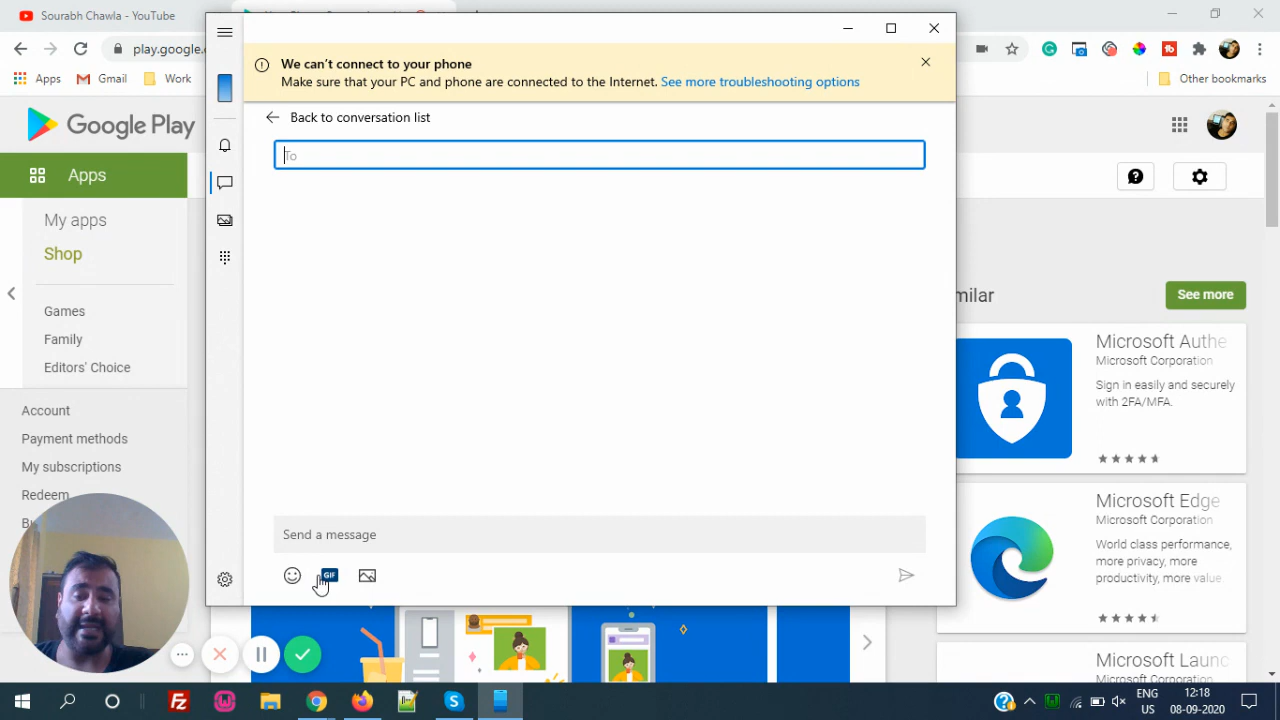 Sourabh Chawla - YouTube
play.google.c
Apps
Gmail
Work
Other bookmarks
We can't connect to your phone
Make sure that your PC and phone are connected to the Internet. See more troubleshooting options
Back to conversation list
To
Google Play
Apps
My apps
Shop
Games
Family
Editors' Choice
Account
Payment methods
My subscriptions
Redeem
Send a message
GIF
milar
See more
Microsoft Authe
Microsoft Corporation
Sign in easily and securely
with 2FA/MFA.
Microsoft Edge
Microsoft Corporation
World class performance,
more privacy, more
productivity, more value
Microsoft Launc
ENG
US
12:18
08-09-2020